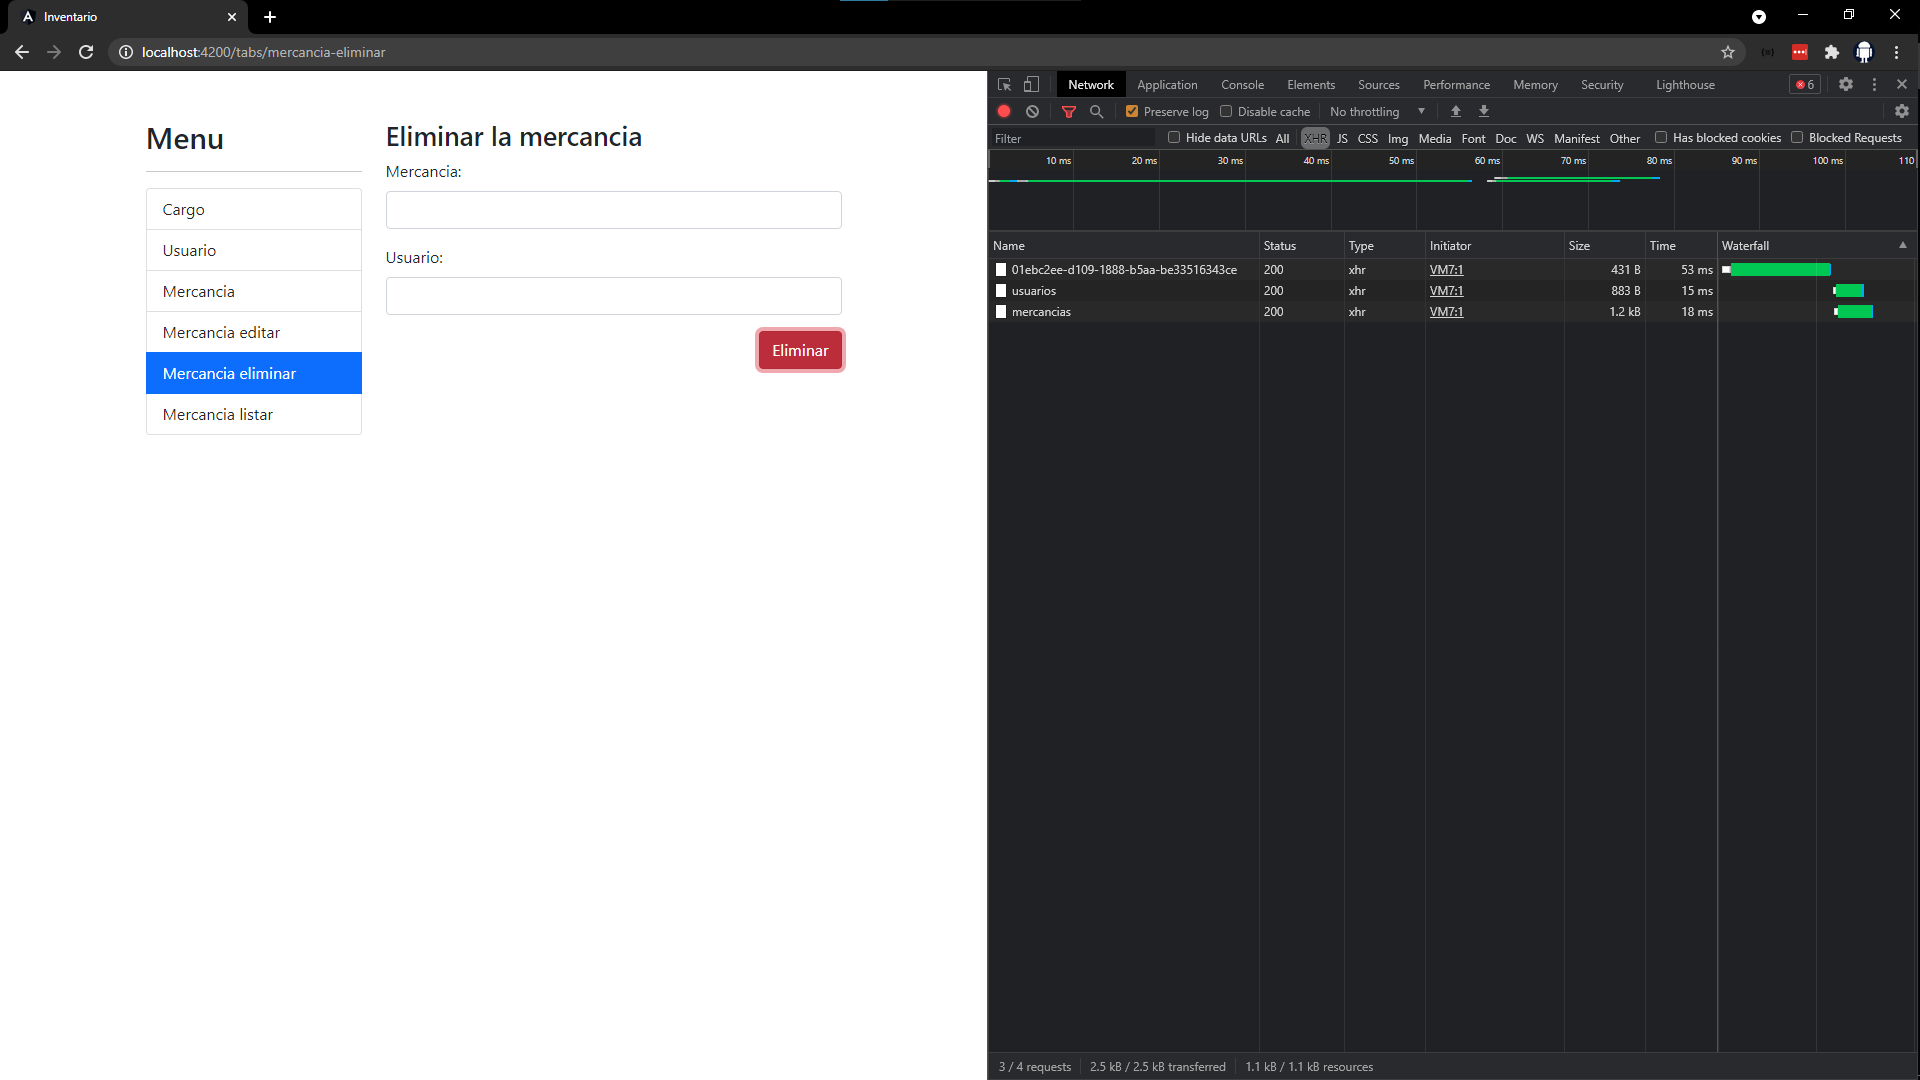 Inventario
localhost:4200/tabs/mercancia-eliminar
Menu
Cargo
Usuario
Mercancia
Mercancia editar
Mercancia eliminar
Mercancia listar
Eliminar la mercancia
Mercancia:
Usuario:
Eliminar
Network Application Console Elements Sources Performance Memory Security Lighthouse 6
Preserve log Disable cache No throttling
Filter Hide data URLs All XHR JS CSS Img Media Font Doc WS Manifest Other Has blocked cookies Blocked Requests
10 ms 20 ms 30 ms 40 ms 50 ms 60 ms 70 ms 80 ms 90 ms 100 ms 110
Name Status Type Initiator Size Time Waterfall
01ebc2ee-d109-1888-b5aa-be33516343ce 200 xhr VM7:1 431 B 53 ms
usuarios 200 xhr VM7:1 883 B 15 ms
mercancias 200 xhr VM7:1 1.2 kB 18 ms
3 / 4 requests 2.5 kB / 2.5 kB transferred 1.1 kB / 1.1 kB resources